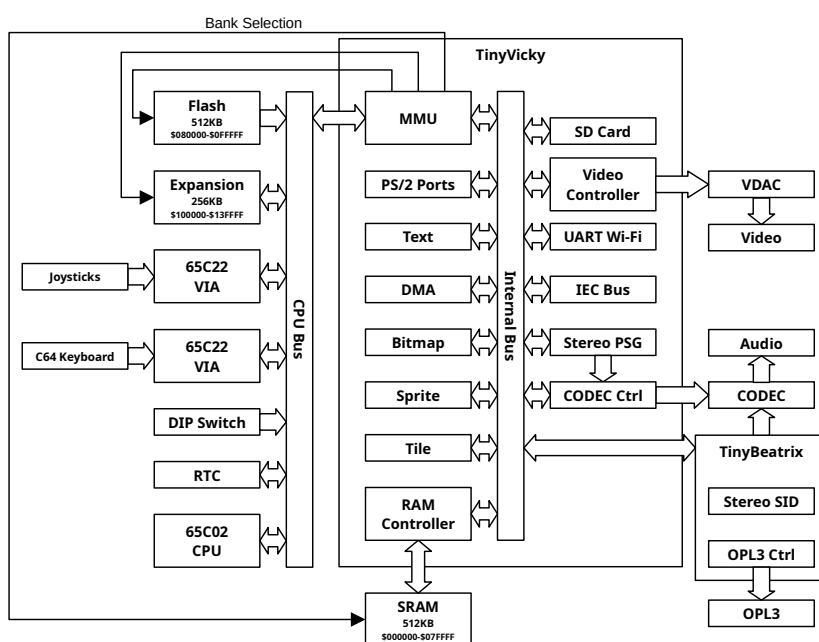 Bank Selection
TinyVicky
Flash
512KB
$080000-$0FFFFF
MMU
SD Card
Expansion
256KB
$100000-$13FFFF
PS/2 Ports
Video
Controller
VDAC
Text
UART Wi-Fi
Video
Joysticks
65C22
VIA
CPU Bus
DMA
Internal Bus
IEC Bus
C64 Keyboard
65C22
VIA
Bitmap
Stereo PSG
Audio
Sprite
CODEC Ctrl
CODEC
DIP Switch
Tile
TinyBeatrix
RTC
RAM
Controller
Stereo SID
65C02
CPU
OPL3 Ctrl
SRAM
512KB
$000000-$07FFFF
OPL3